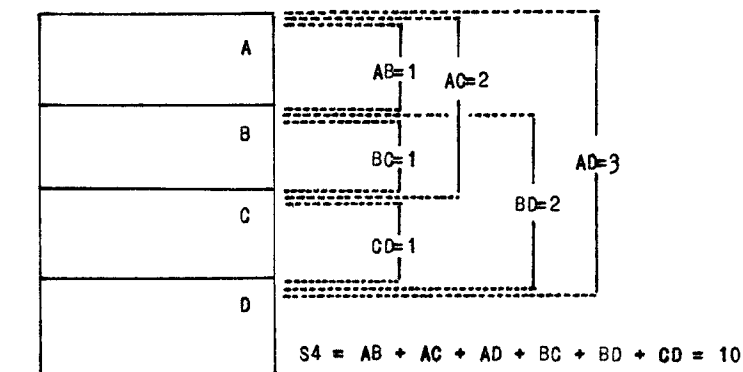 A
AB=1
AC=2
B
BC=1
AD=3
C
BD=2
CD=1
D
S4 = AB + AC + AD + BC + BD + CD = 10